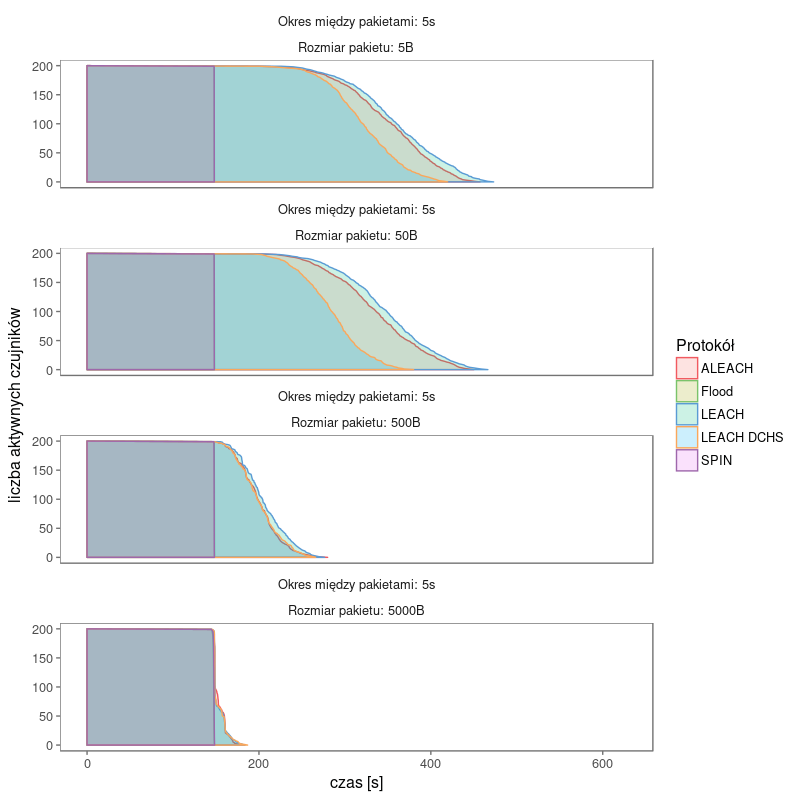 Okres między pakietami: 5s
Rozmiar pakietu: 5B
200
150
100
50
0
Okres między pakietami: 5s
Rozmiar pakietu: 50B
200
150
100
50
0
Okres między pakietami: 5s
Rozmiar pakietu: 500B
200
150
100
50
0
Okres między pakietami: 5s
Rozmiar pakietu: 5000B
200
150
100
50
0
0 200 400 600
czas [s]
liczba aktywnych czujników
Protokół
ALEACH
Flood
LEACH
LEACH DCHS
SPIN